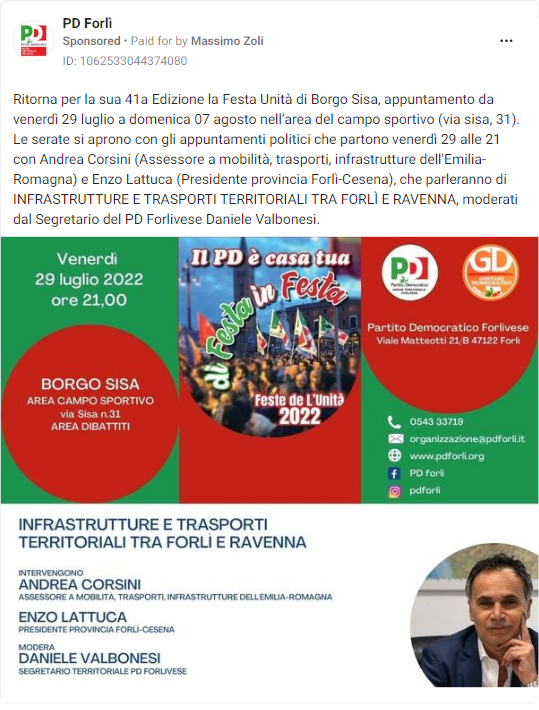 PD Forlì
Sponsored • Paid for by Massimo Zoli
ID: 1062533044374080
Ritorna per la sua 41a Edizione la Festa Unità di Borgo Sisa, appuntamento da
venerdì 29 luglio a domenica 07 agosto nell'area del campo sportivo (via sisa, 31).
Le serate si aprono con gli appuntamenti politici che partono venerdì 29 alle 21
con Andrea Corsini (Assessore a mobilità, trasporti, infrastrutture dell'Emilia-
Romagna) e Enzo Lattuca (Presidente provincia Forlì-Cesena), che parleranno di
INFRASTRUTTURE E TRASPORTI TERRITORIALI TRA FORLÌ E RAVENNA, moderati
dal Segretario del PD Forlivese Daniele Valbonesi.
Venerdì
29 luglio 2022
ore 21,00
BORGO SISA
AREA CAMPO SPORTIVO
via Sisa n.31
AREA DIBATTITI
Il PD è casa tua
di Festa in Festa
Feste de L'Unità
2022
PD
Partito Democratico
GD
GIOVANI
DEMOCRATICI
Partito Democratico Forlivese
Viale Matteotti 21/B 47122 Forlì
0543 33719
organizzazione@pdforli.it
www.pdforli.org
PD forlì
pdforli
INFRASTRUTTURE E TRASPORTI
TERRITORIALI TRA FORLÌ E RAVENNA
INTERVENGONO
ANDREA CORSINI
ASSESSORE A MOBILITÀ, TRASPORTI, INFRASTRUTTURE DELL'EMILIA-ROMAGNA
ENZO LATTUCA
PRESIDENTE PROVINCIA FORLÌ-CESENA
MODERA
DANIELE VALBONESI
SEGRETARIO TERRITORIALE PD FORLIVESE